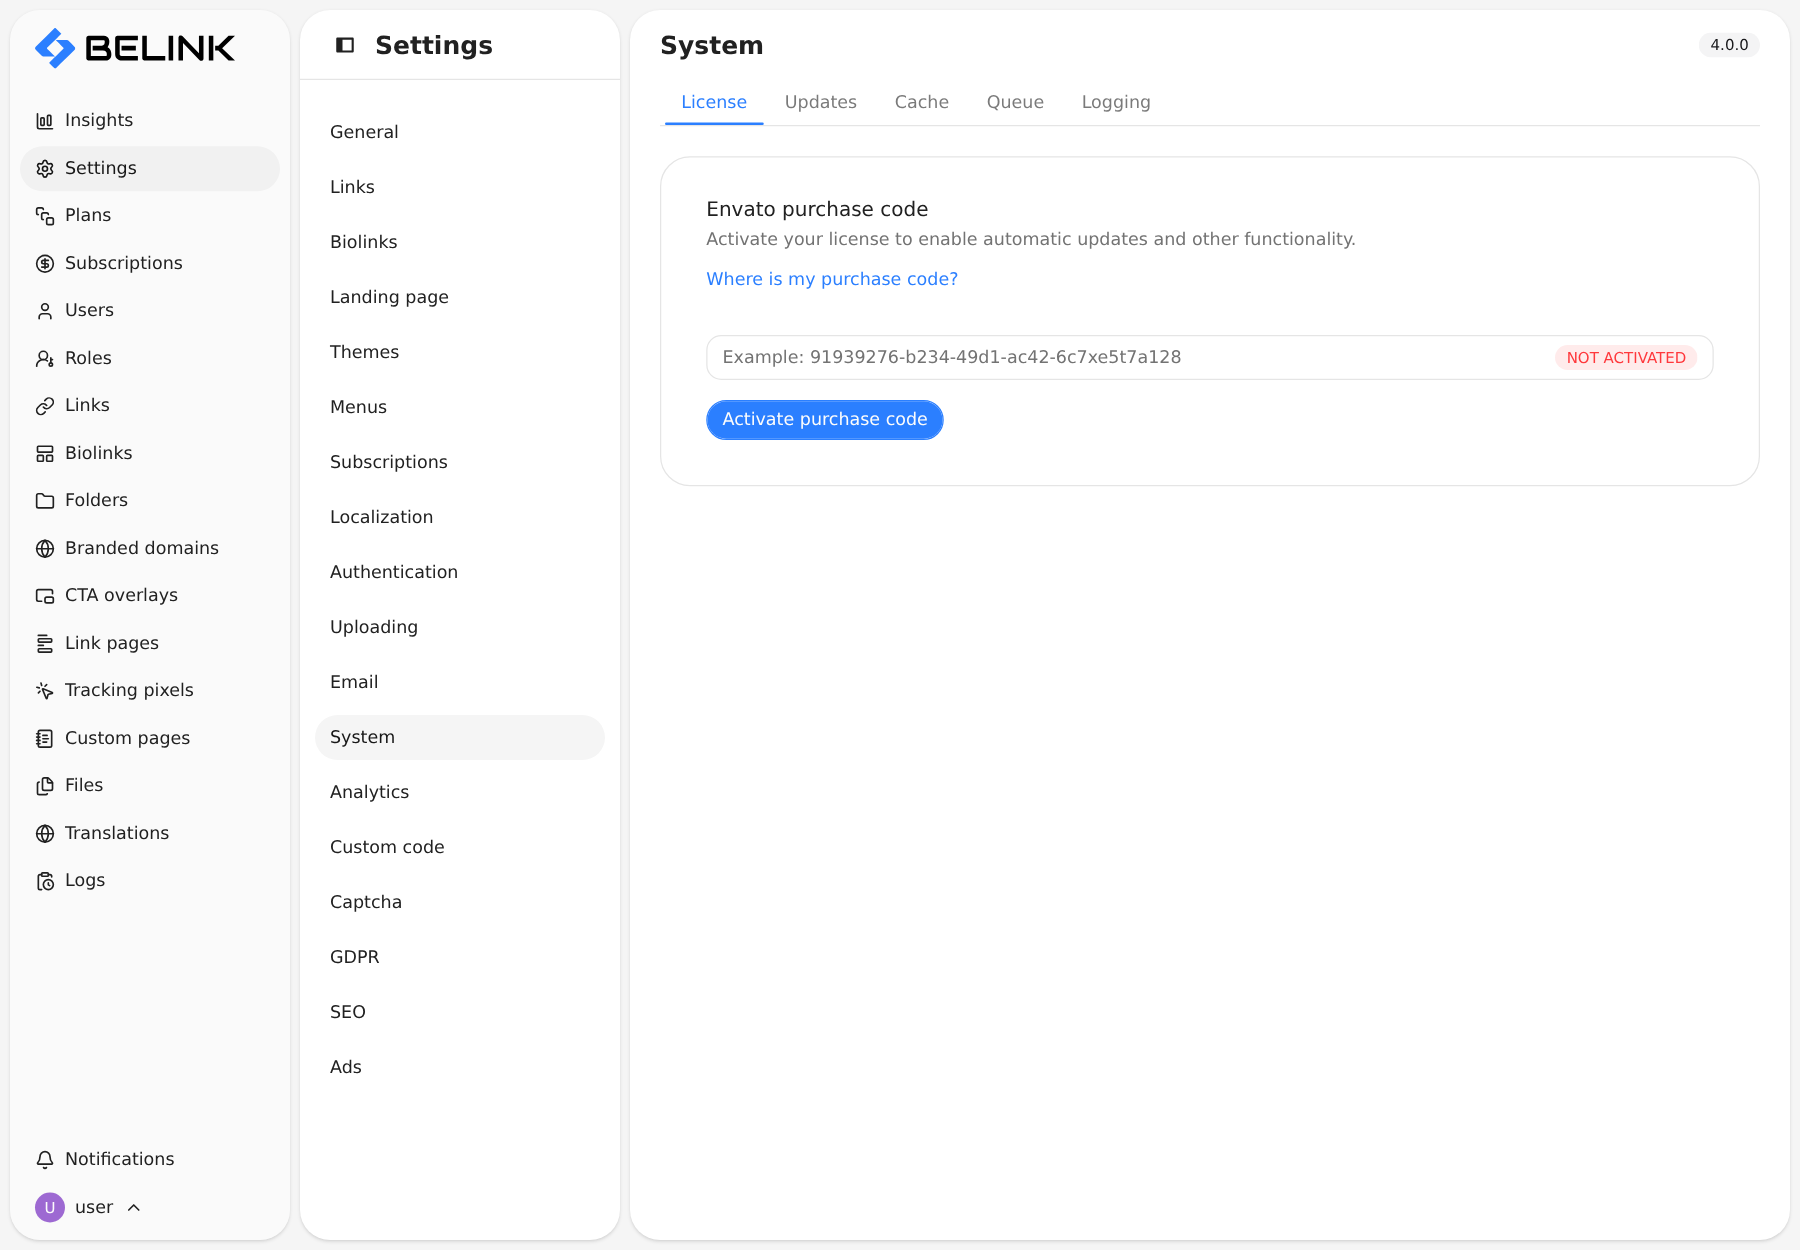 BELINK
Insights
Settings
Plans
Subscriptions
Users
Roles
Links
Biolinks
Folders
Branded domains
CTA overlays
Link pages
Tracking pixels
Custom pages
Files
Translations
Logs
Notifications
U user
Settings
General
Links
Biolinks
Landing page
Themes
Menus
Subscriptions
Localization
Authentication
Uploading
Email
System
Analytics
Custom code
Captcha
GDPR
SEO
Ads
System 4.0.0
License Updates Cache Queue Logging
Envato purchase code
Activate your license to enable automatic updates and other functionality.
Where is my purchase code?
Example: 91939276-b234-49d1-ac42-6c7xe5t7a128 NOT ACTIVATED
Activate purchase code